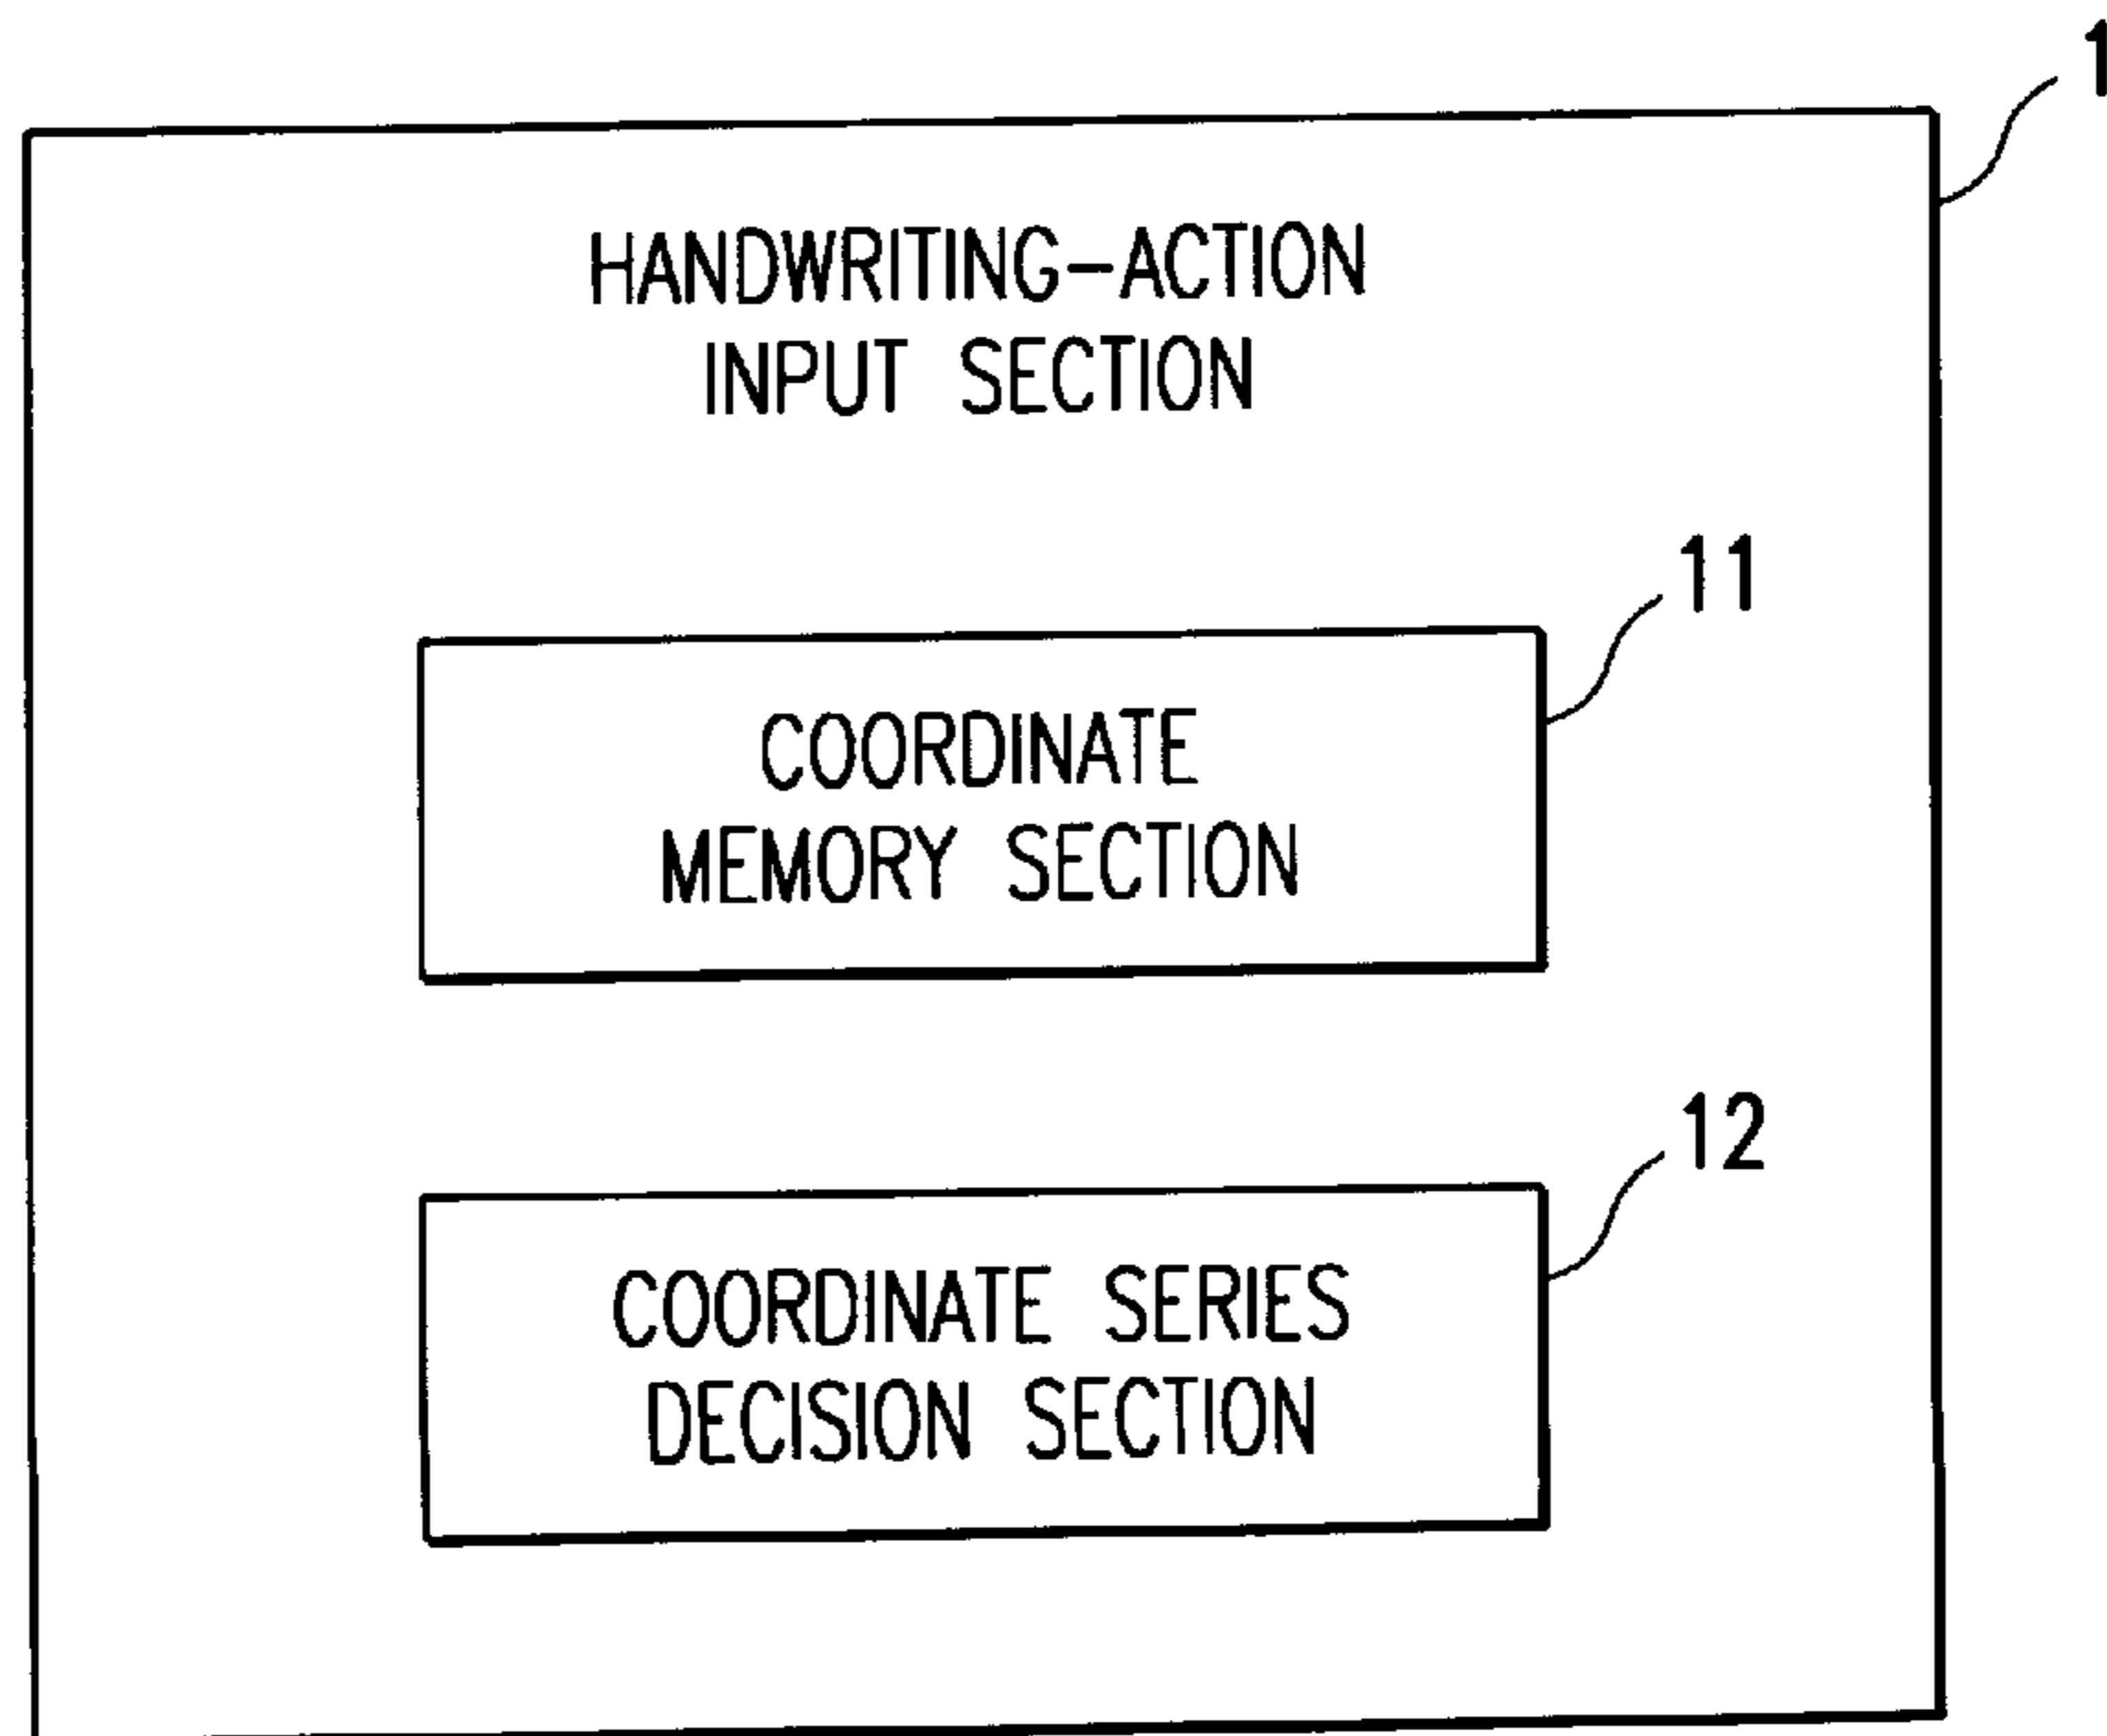 1
HANDWRITING-ACTION
INPUT SECTION
11
COORDINATE
MEMORY SECTION
12
COORDINATE SERIES
DECISION SECTION